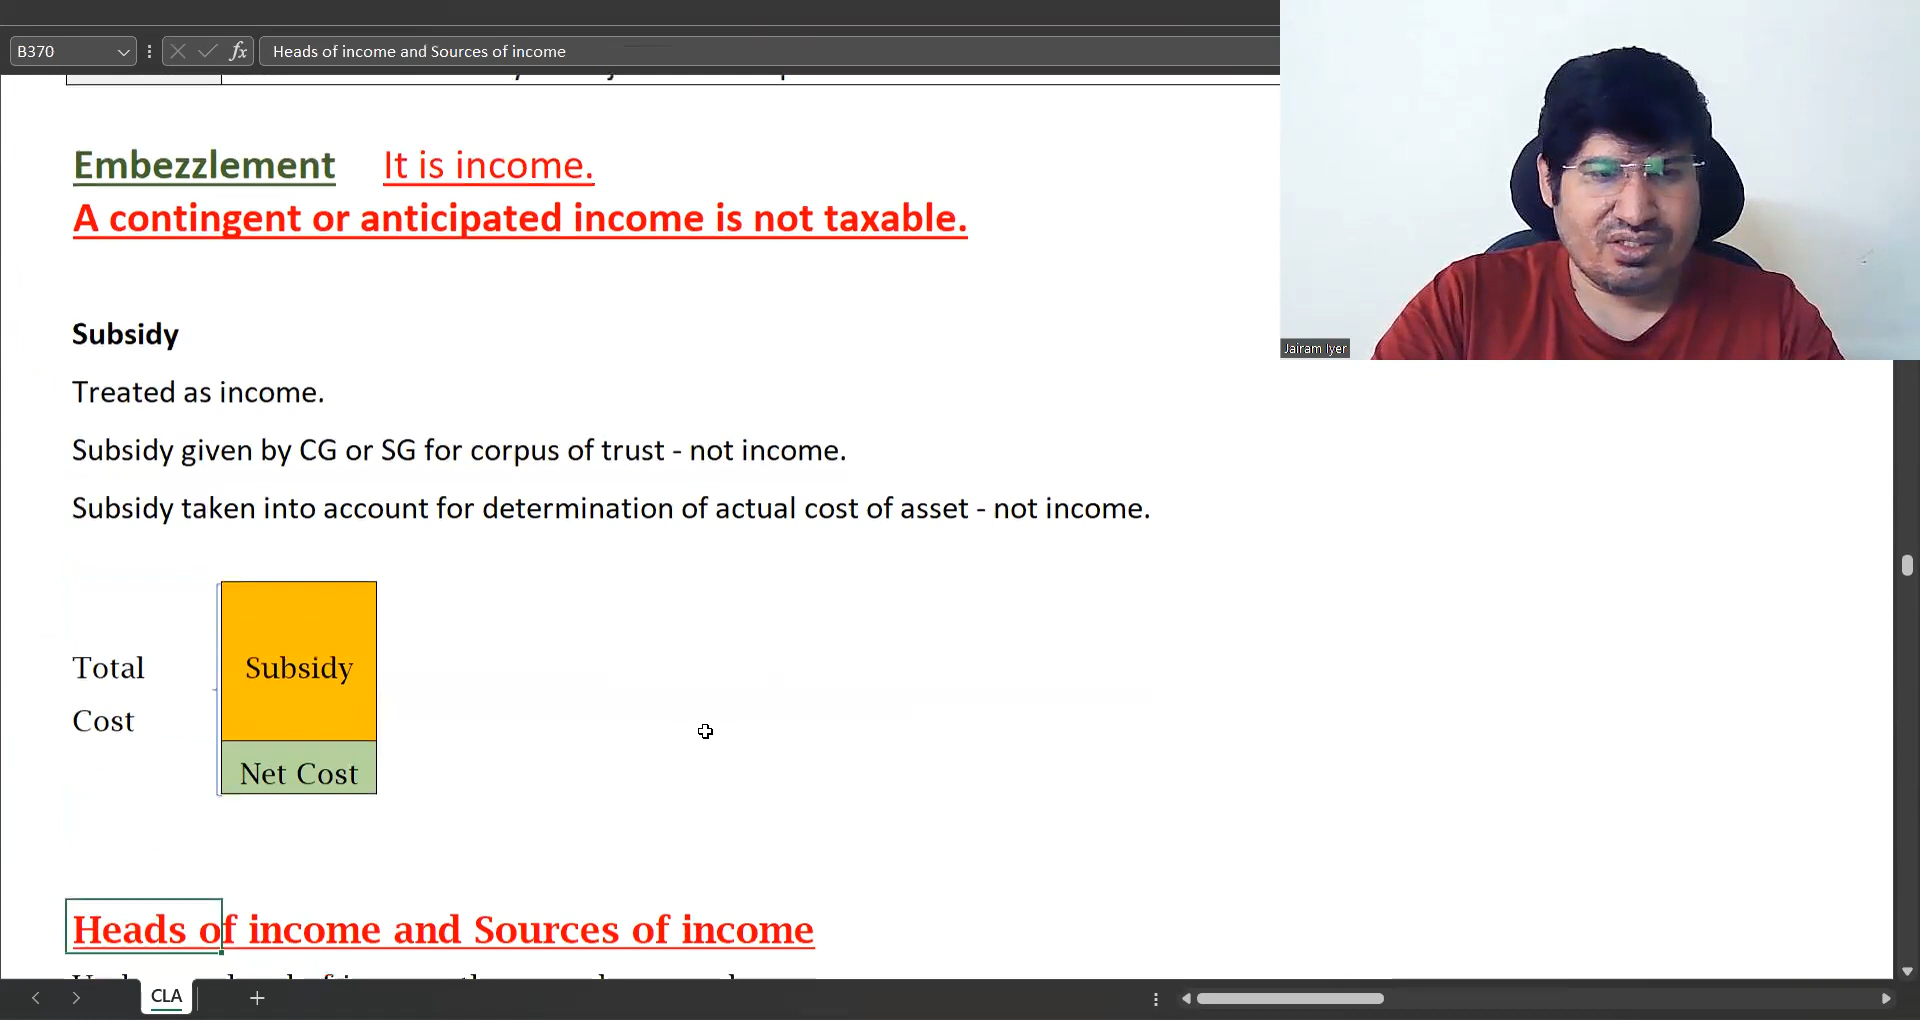 B370
fx
Heads of income and Sources of income
Embezzlement It is income.
A contingent or anticipated income is not taxable.
Subsidy
Treated as income.
Subsidy given by CG or SG for corpus of trust - not income.
Subsidy taken into account for determination of actual cost of asset - not income.
Total
Cost
Subsidy
Net Cost
Heads of income and Sources of income
Jairam Iyer
CLA